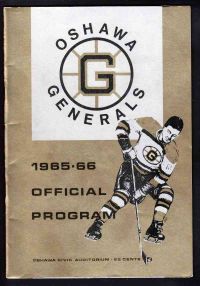 OSHAWA
G
GENERALS
1965-66
OFFICIAL
PROGRAM
OSHAWA CIVIC AUDITORIUM - 25 CENTS